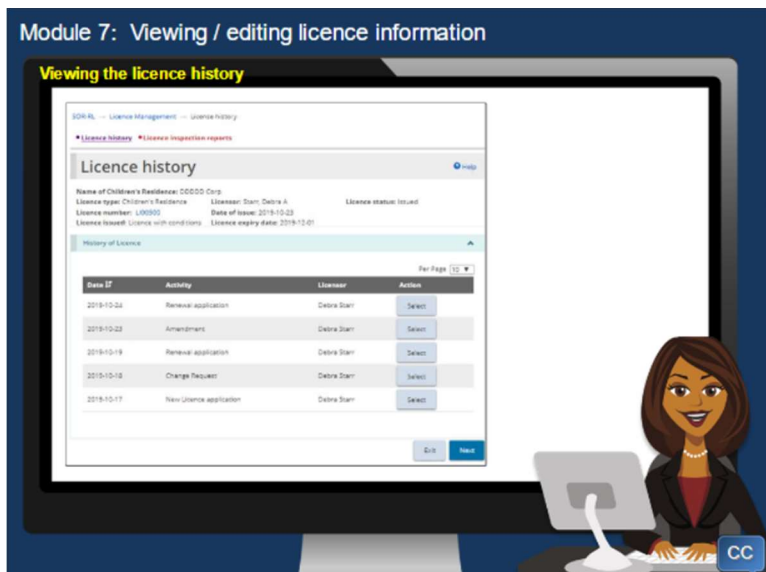 Module 7: Viewing / editing licence information
Viewing the licence history
SOR-RL — Licence Management — License history
• Licence history • Licence inspection reports
Licence history
Help
Name of Children's Residence: DDDDD Corp
Licence type: Children's Residence Licensor: Starr, Debra A Licence status: Issued
Licence number: Date of issue: 2019-10-23
Licence issued: Licence with conditions Licence expiry date: 2019-12-01
History of Licence
Per Page 10
Date Activity Licensor Action
2019-10-24 Renewal application Debra Starr Select
2019-10-23 Amendment Debra Starr Select
2019-10-19 Renewal application Debra Starr Select
2019-10-18 Change Request Debra Starr Select
2019-10-17 New Licence application Debra Starr Select
Exit Next
CC